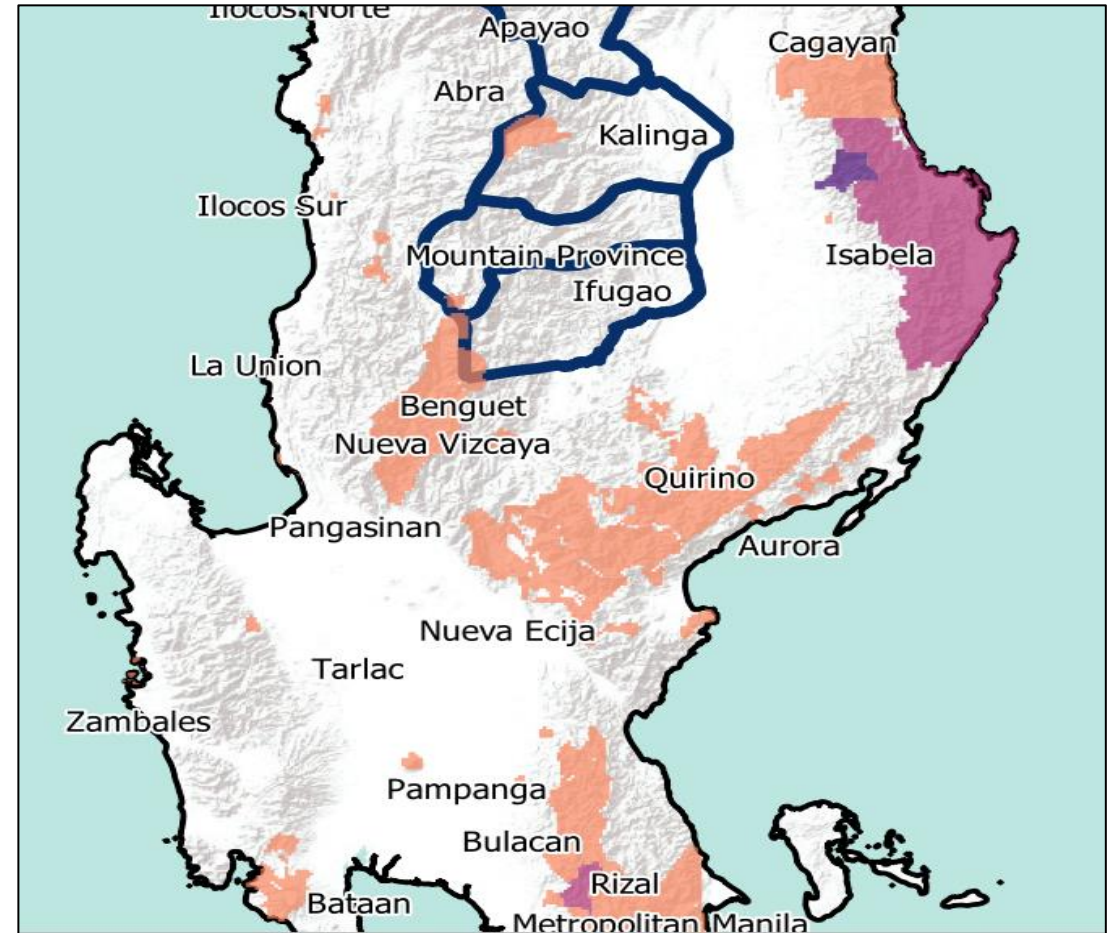 Ilocos Norte
Apayao
Cagayan
Abra
Kalinga
Ilocos Sur
Mountain Province
Isabela
Ifugao
La Union
Benguet
Nueva Vizcaya
Quirino
Pangasinan
Aurora
Nueva Ecija
Tarlac
Zambales
Pampanga
Bulacan
Rizal
Bataan
Metropolitan Manila